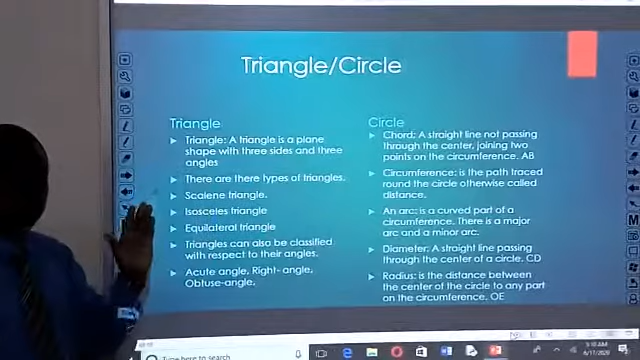 Triangle/Circle
Triangle
Triangle: A triangle is a plane
shape with three sides and three
angles
There are there types of triangles.
Scalene triangle.
Isosceles triangle
Equilateral triangle
Triangles can also be classified
with respect to their angles.
Acute angle, Right- angle,
Obtuse-angle.
Circle
Chord: A straight line not passing
through the center, joining two
points on the circumference. AB
Circumference: is the path traced
round the circle otherwise called
distance.
An arc: is a curved part of a
circumference. There is a major
arc and a minor arc.
Diameter: A straight line passing
through the center of a circle. CD
Radius: is the distance between
the center of the circle to any part
on the circumference. OE
Type here to search
5:10 AM
6/17/2020